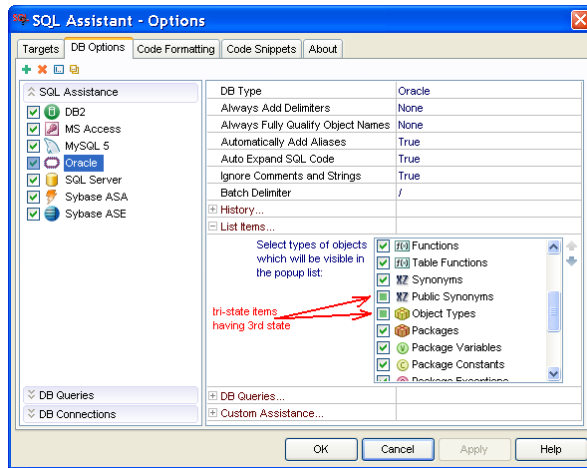 SQL Assistant - Options
Targets DB Options Code Formatting Code Snippets About
SQL Assistance
DB2
MS Access
MySQL 5
Oracle
SQL Server
Sybase ASA
Sybase ASE
DB Queries
DB Connections
DB Type Oracle
Always Add Delimiters None
Always Fully Qualify Object Names None
Automatically Add Aliases True
Auto Expand SQL Code True
Ignore Comments and Strings True
Batch Delimiter /
History...
List Items...
Select types of objects
which will be visible in
the popup list:
tri-state items
having 3rd state
f(x) Functions
f(x) Table Functions
XZ Synonyms
XZ Public Synonyms
Object Types
Packages
V Package Variables
C Package Constants
Package Exceptions
DB Queries...
Custom Assistance...
OK Cancel Apply Help